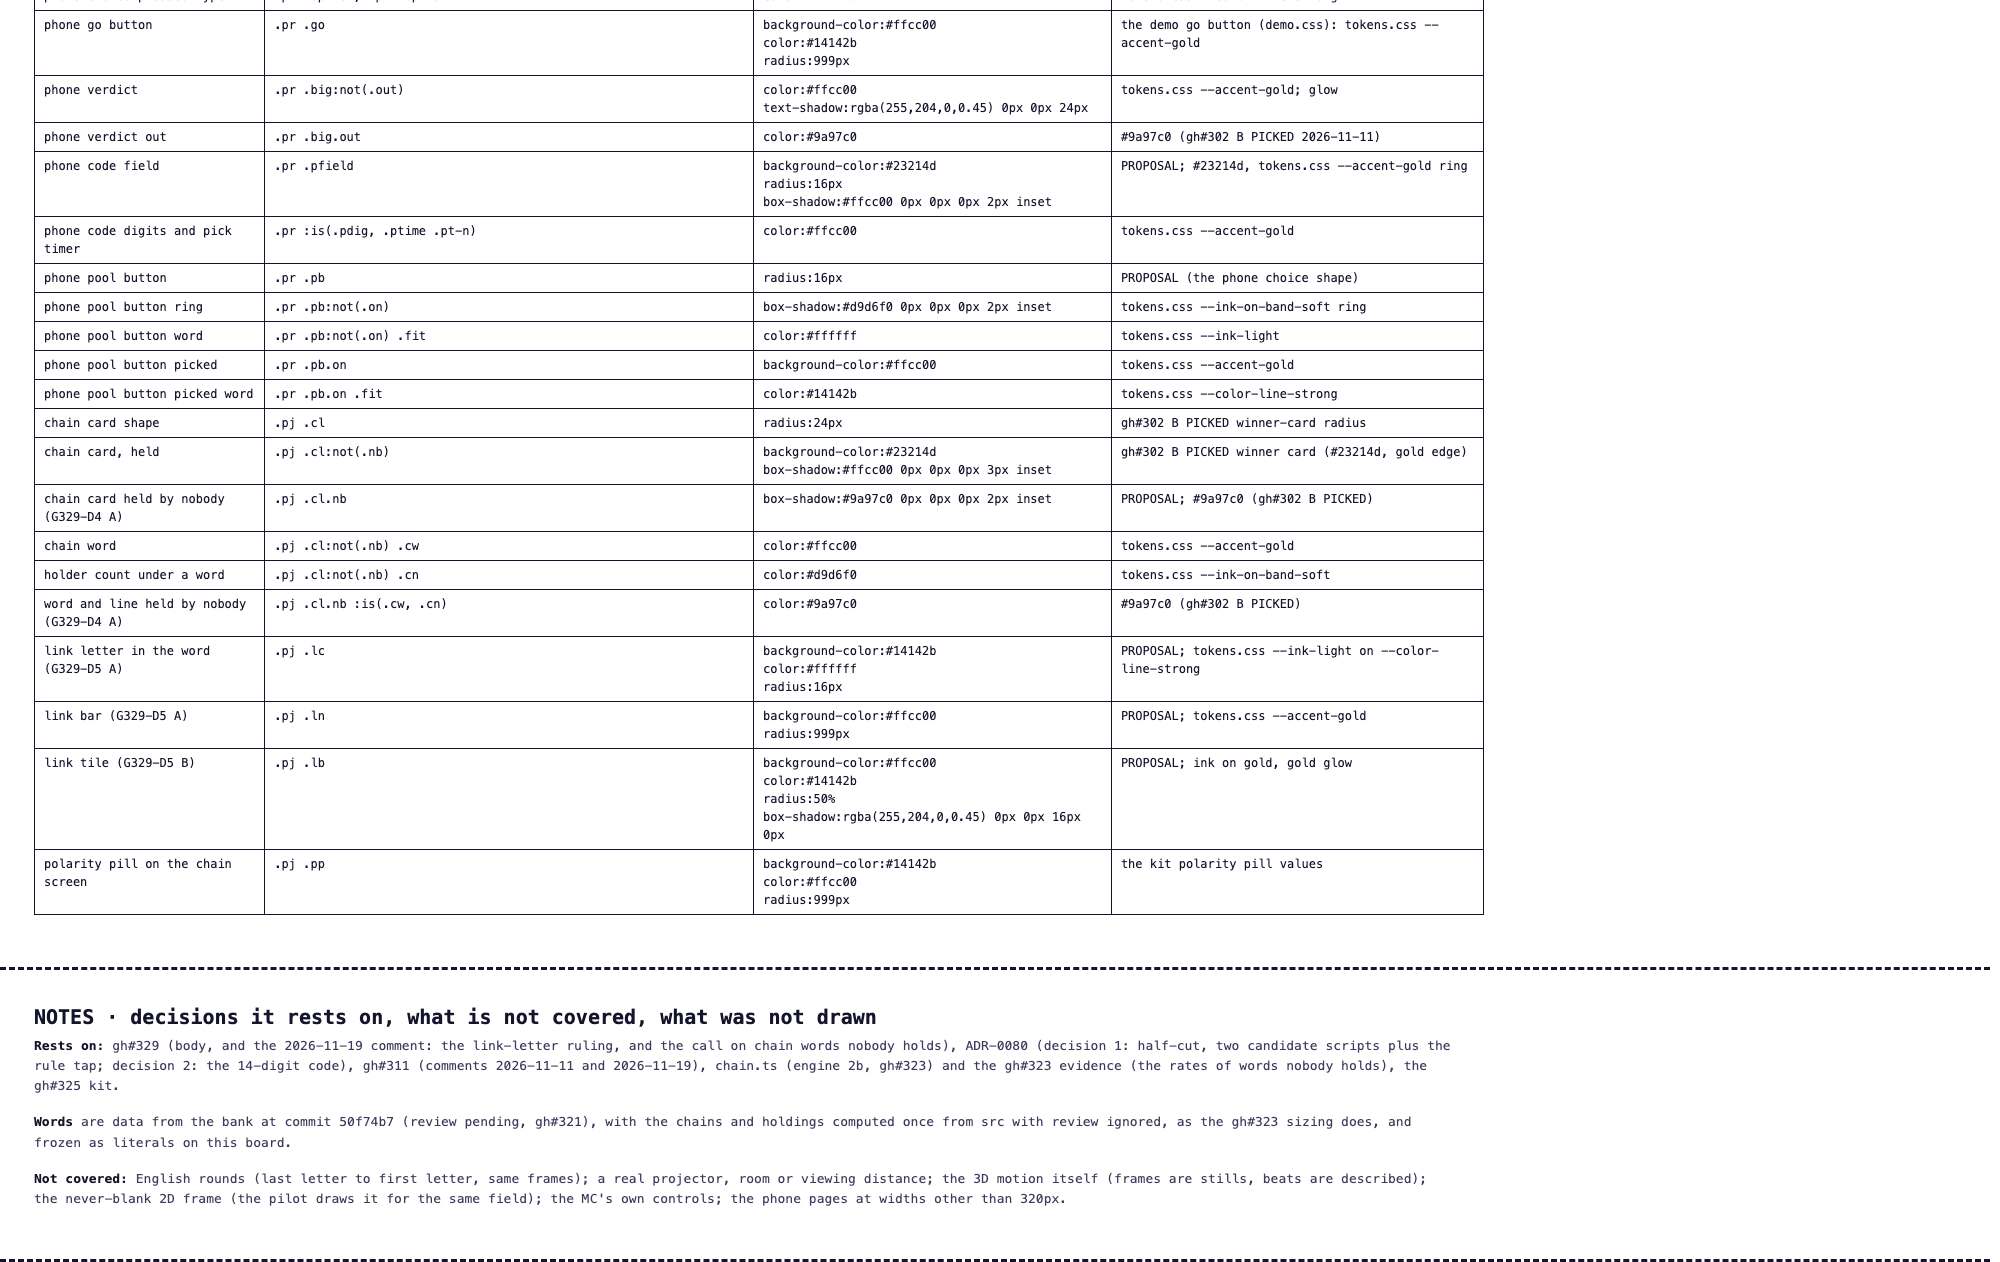 phone go button
.pr .go
background-color:#ffcc00
color:#14142b
radius:999px
the demo go button (demo.css): tokens.css --
accent-gold
phone verdict
.pr .big:not(.out)
color:#ffcc00
text-shadow:rgba(255,204,0,0.45) 0px 0px 24px
tokens.css --accent-gold; glow
phone verdict out
.pr .big.out
color:#9a97c0
#9a97c0 (gh#302 B PICKED 2026-11-11)
phone code field
.pr .pfield
background-color:#23214d
radius:16px
box-shadow:#ffcc00 0px 0px 0px 2px inset
PROPOSAL; #23214d, tokens.css --accent-gold ring
phone code digits and pick
timer
.pr :is(.pdig, .ptime .pt-n)
color:#ffcc00
tokens.css --accent-gold
phone pool button
.pr .pb
radius:16px
PROPOSAL (the phone choice shape)
phone pool button ring
.pr .pb:not(.on)
box-shadow:#d9d6f0 0px 0px 0px 2px inset
tokens.css --ink-on-band-soft ring
phone pool button word
.pr .pb:not(.on) .fit
color:#ffffff
tokens.css --ink-light
phone pool button picked
.pr .pb.on
background-color:#ffcc00
tokens.css --accent-gold
phone pool button picked word
.pr .pb.on .fit
color:#14142b
tokens.css --color-line-strong
chain card shape
.pj .cl
radius:24px
gh#302 B PICKED winner-card radius
chain card, held
.pj .cl:not(.nb)
background-color:#23214d
box-shadow:#ffcc00 0px 0px 0px 3px inset
gh#302 B PICKED winner card (#23214d, gold edge)
chain card held by nobody
(G329-D4 A)
.pj .cl.nb
box-shadow:#9a97c0 0px 0px 0px 2px inset
PROPOSAL; #9a97c0 (gh#302 B PICKED)
chain word
.pj .cl:not(.nb) .cw
color:#ffcc00
tokens.css --accent-gold
holder count under a word
.pj .cl:not(.nb) .cn
color:#d9d6f0
tokens.css --ink-on-band-soft
word and line held by nobody
(G329-D4 A)
.pj .cl.nb :is(.cw, .cn)
color:#9a97c0
#9a97c0 (gh#302 B PICKED)
link letter in the word
(G329-D5 A)
.pj .lc
background-color:#14142b
color:#ffffff
radius:16px
PROPOSAL; tokens.css --ink-light on --color-
line-strong
link bar (G329-D5 A)
.pj .ln
background-color:#ffcc00
radius:999px
PROPOSAL; tokens.css --accent-gold
link tile (G329-D5 B)
.pj .lb
background-color:#ffcc00
color:#14142b
radius:50%
box-shadow:rgba(255,204,0,0.45) 0px 0px 16px
0px
PROPOSAL; ink on gold, gold glow
polarity pill on the chain
screen
.pj .pp
background-color:#14142b
color:#ffcc00
radius:999px
the kit polarity pill values
NOTES · decisions it rests on, what is not covered, what was not drawn
Rests on: gh#329 (body, and the 2026-11-19 comment: the link-letter ruling, and the call on chain words nobody holds), ADR-0080 (decision 1: half-cut, two candidate scripts plus the
rule tap; decision 2: the 14-digit code), gh#311 (comments 2026-11-11 and 2026-11-19), chain.ts (engine 2b, gh#323) and the gh#323 evidence (the rates of words nobody holds), the
gh#325 kit.
Words are data from the bank at commit 50f74b7 (review pending, gh#321), with the chains and holdings computed once from src with review ignored, as the gh#323 sizing does, and
frozen as literals on this board.
Not covered: English rounds (last letter to first letter, same frames); a real projector, room or viewing distance; the 3D motion itself (frames are stills, beats are described);
the never-blank 2D frame (the pilot draws it for the same field); the MC's own controls; the phone pages at widths other than 320px.